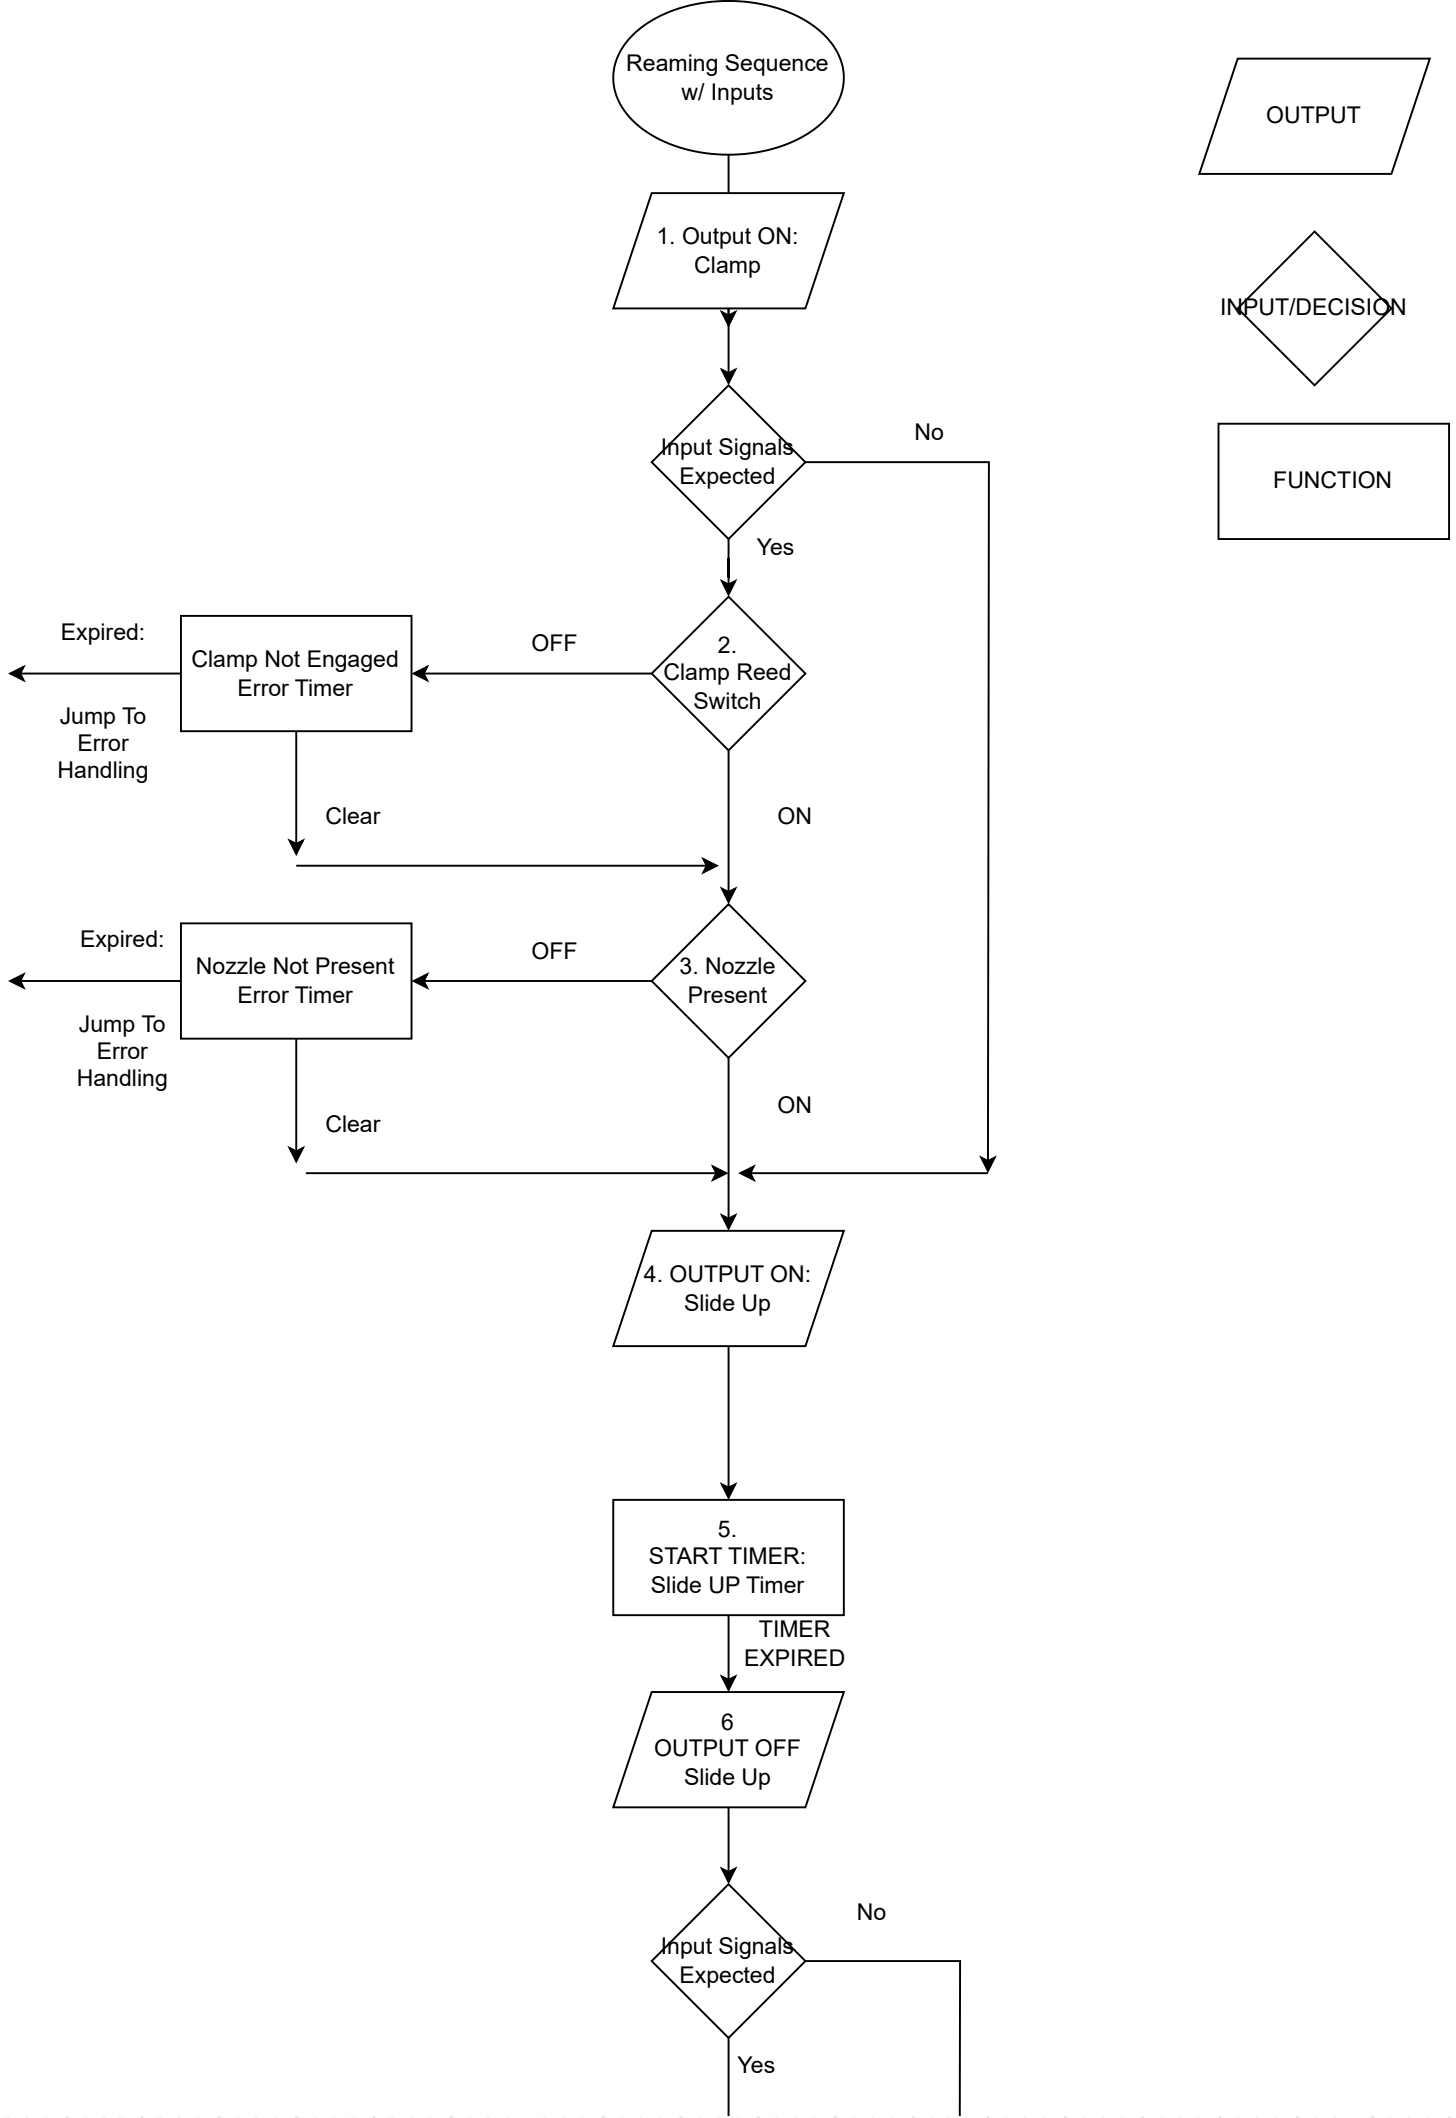 Reaming Sequence
w/ Inputs
OUTPUT
1. Output ON:
Clamp
INPUT/DECISION
Input Signals
Expected
No
FUNCTION
Yes
2.
Clamp Reed
Switch
OFF
Clamp Not Engaged
Error Timer
Expired:
Jump To
Error
Handling
Clear
ON
3. Nozzle
Present
OFF
Nozzle Not Present
Error Timer
Expired:
Jump To
Error
Handling
Clear
ON
4. OUTPUT ON:
Slide Up
5.
START TIMER:
Slide UP Timer
TIMER
EXPIRED
6
OUTPUT OFF
Slide Up
Input Signals
Expected
No
Yes